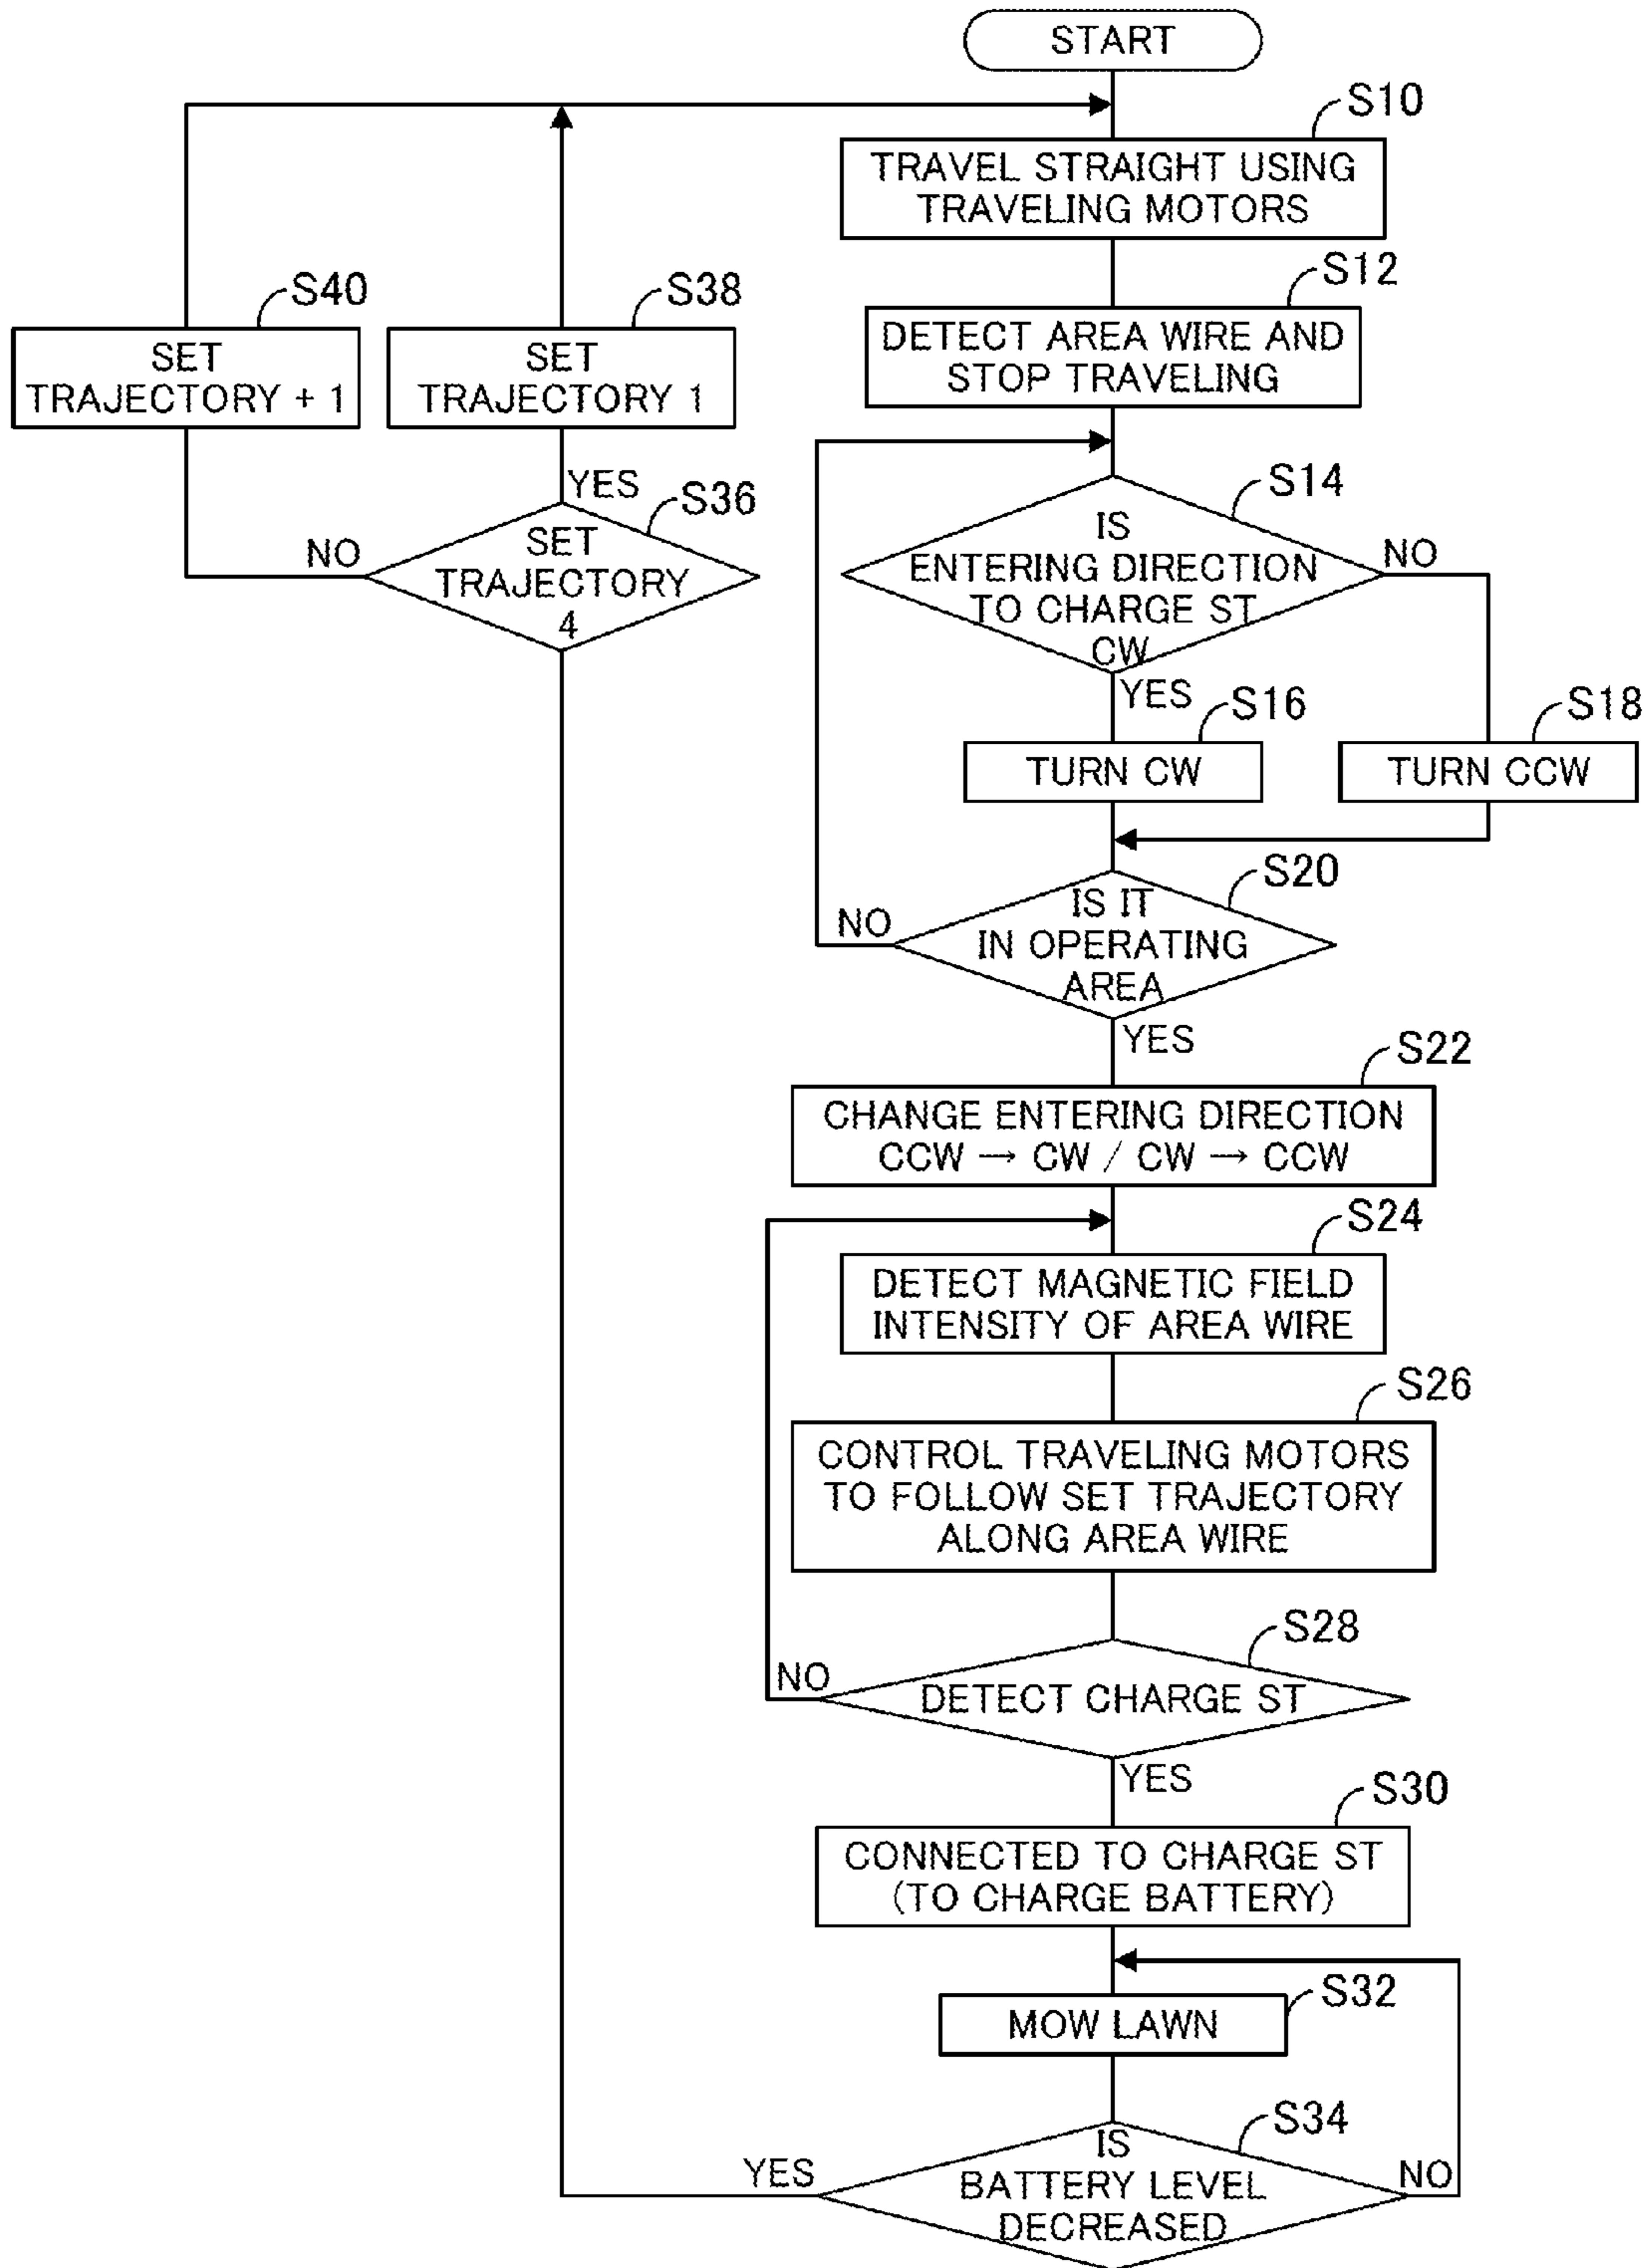 START
S10
TRAVEL STRAIGHT USING
TRAVELING MOTORS
S12
DETECT AREA WIRE AND
STOP TRAVELING
S40
SET
TRAJECTORY + 1
S38
SET
TRAJECTORY 1
YES
S36
SET
TRAJECTORY
4
NO
S14
IS
ENTERING DIRECTION
TO CHARGE ST
CW
NO
YES
S16
TURN CW
S18
TURN CCW
S20
IS IT
IN OPERATING
AREA
NO
YES
S22
CHANGE ENTERING DIRECTION
CCW → CW / CW → CCW
S24
DETECT MAGNETIC FIELD
INTENSITY OF AREA WIRE
S26
CONTROL TRAVELING MOTORS
TO FOLLOW SET TRAJECTORY
ALONG AREA WIRE
S28
NO
DETECT CHARGE ST
YES
S30
CONNECTED TO CHARGE ST
(TO CHARGE BATTERY)
S32
MOW LAWN
S34
IS
BATTERY LEVEL
DECREASED
YES
NO